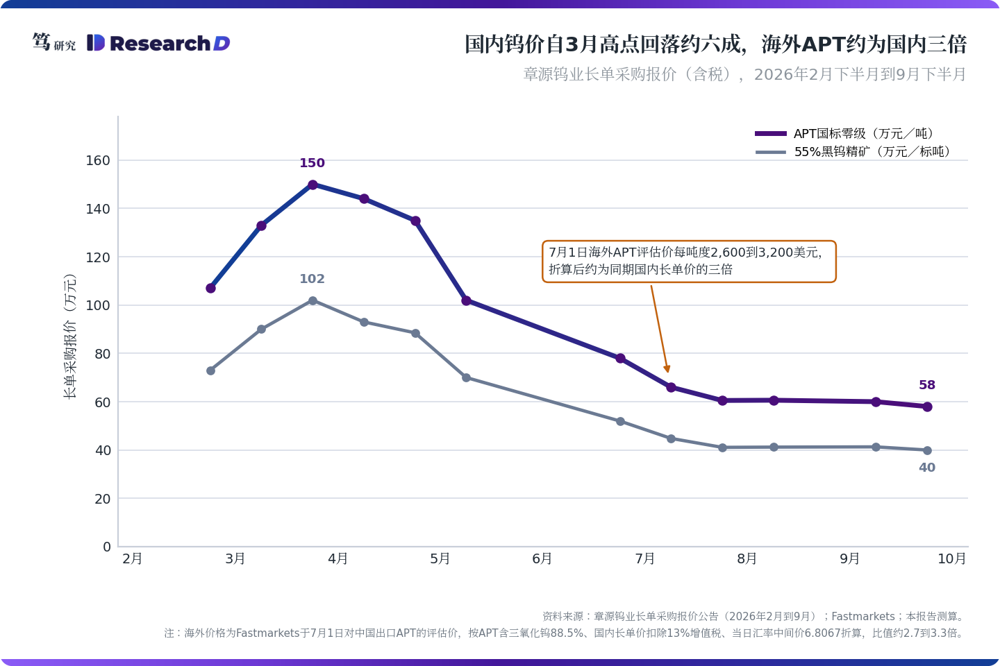 笃 研究 ResearchD
国内钨价自3月高点回落约六成，海外APT约为国内三倍
章源钨业长单采购报价（含税），2026年2月下半月到9月下半月
APT国标零级（万元／吨）
55%黑钨精矿（万元／标吨）
长单采购报价（万元）
160
140
120
100
80
60
40
20
0
150
102
7月1日海外APT评估价每吨度2,600到3,200美元，
折算后约为同期国内长单价的三倍
58
40
2月 3月 4月 5月 6月 7月 8月 9月 10月
资料来源：章源钨业长单采购报价公告（2026年2月到9月）；Fastmarkets；本报告测算。
注：海外价格为Fastmarkets于7月1日对中国出口APT的评估价，按APT含三氧化钨88.5%、国内长单价扣除13%增值税、当日汇率中间价6.8067折算，比值约2.7到3.3倍。